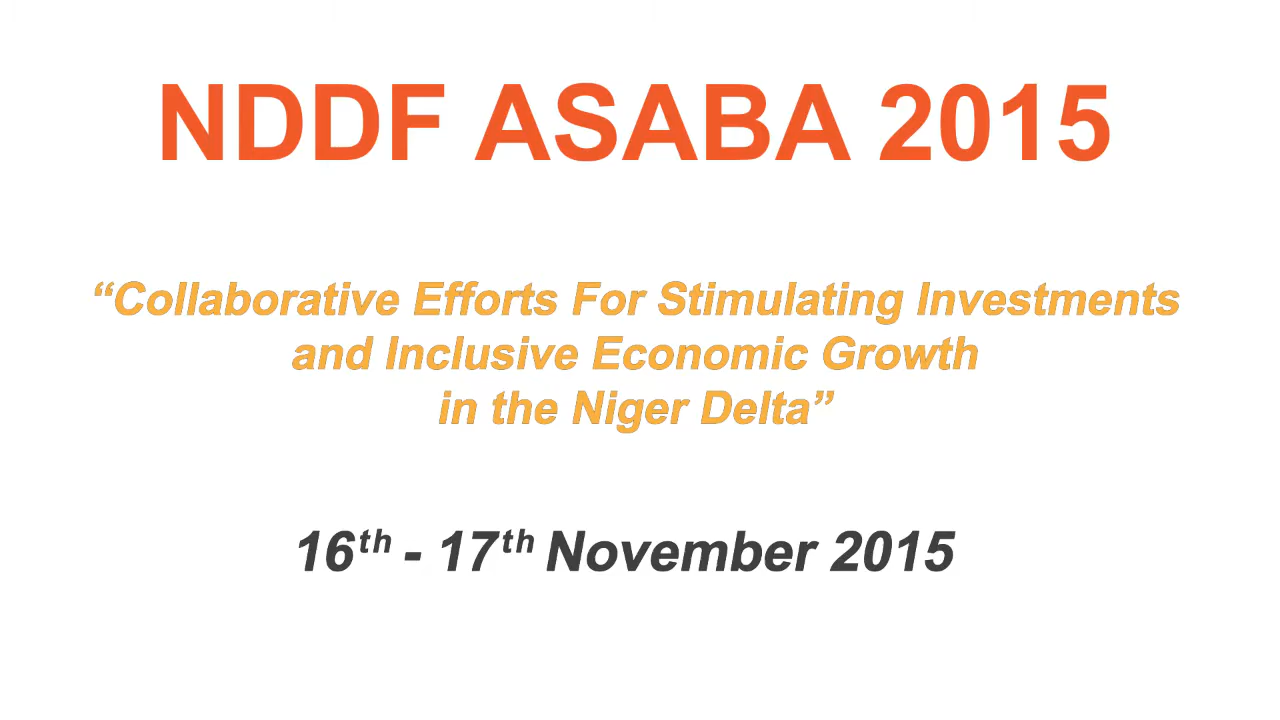 NDDF ASABA 2015
“Collaborative Efforts For Stimulating Investments
and Inclusive Economic Growth
in the Niger Delta”
16th - 17th November 2015